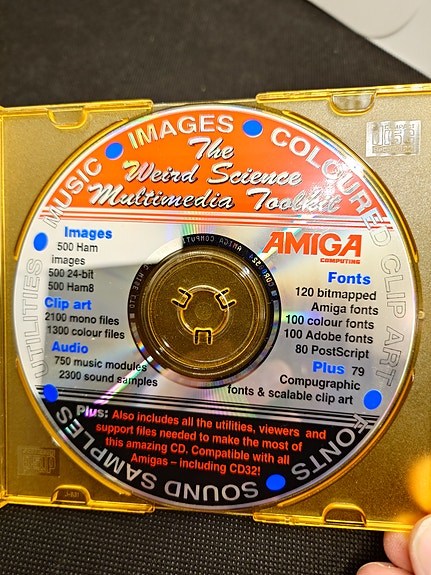 MUSIC • IMAGES • COLOURED CLIP ART
The
Weird Science
Multimedia Toolkit
AMIGA
COMPUTING
Images
500 Ham
images
500 24-bit
500 Ham8
Clip art
2100 mono files
1300 colour files
Audio
750 music modules
2300 sound samples
Fonts
120 bitmapped
Amiga fonts
100 colour fonts
100 Adobe fonts
80 PostScript
Plus 79
Compugraphic
fonts & scalable clip art
Plus: Also includes all the utilities, viewers and
support files needed to make the most of
this amazing CD. Compatible with all
Amigas – including CD32!
FONTS • SOUND SAMPLES • UTILITIES